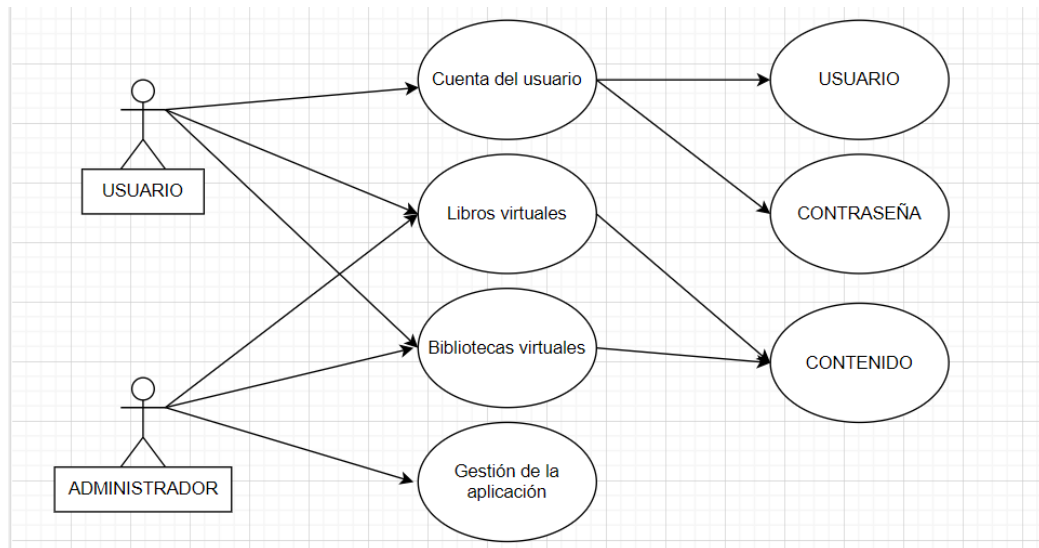 Cuenta del usuario
USUARIO
USUARIO
Libros virtuales
CONTRASEÑA
Bibliotecas virtuales
CONTENIDO
ADMINISTRADOR
Gestión de la
aplicación